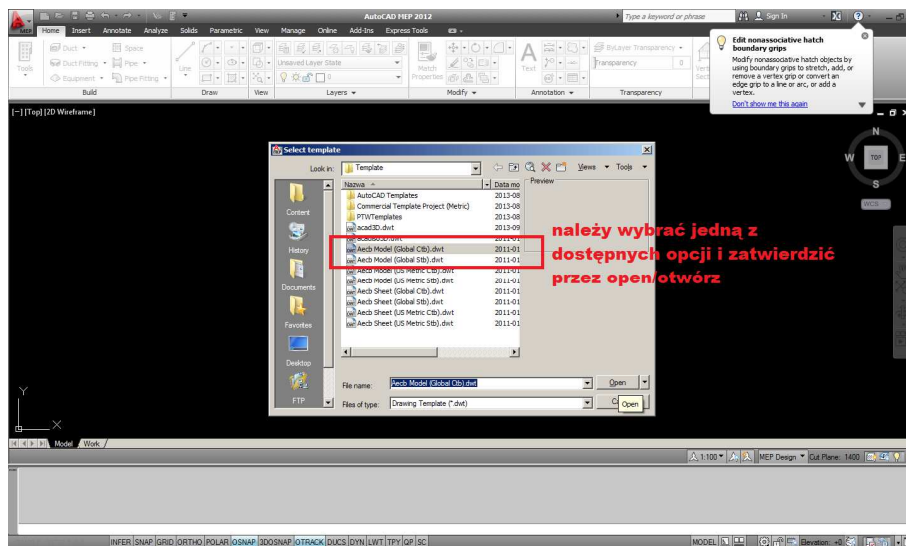 AutoCAD MEP 2012
Type a keyword or phrase
Sign In
MEP
Home Insert Annotate Analyze Solids Parametric View Manage Online Add-Ins Express Tools
Tools
Duct
Duct Fitting
Equipment
Space
Pipe
Pipe Fitting
Line
Unsaved Layer State
0
Match
Properties
Text
ByLayer Transparency
Transparency 0
Build Draw View Layers Modify Annotation Transparency
Edit nonassociative hatch
boundary grips
Modify nonassociative hatch objects by
using boundary grips to stretch, add, or
remove a vertex grip or convert an
edge grip to a line or arc, or add a
vertex.
Don't show me this again
[−] [Top] [2D Wireframe]
N
W TOP E
S
WCS
Select template
Look in: Template Views Tools
Content
History
Documents
Favorites
Desktop
FTP
Nazwa Data mo
AutoCAD Templates 2013-08
Commercial Template Project (Metric) 2013-08
PTWTemplates 2013-08
acad3D.dwt 2013-09
acadiso3D.dwt 2011-01
Aecb Model (Global Ctb).dwt 2011-01
Aecb Model (Global Stb).dwt 2011-01
Aecb Model (US Metric Ctb).dwt 2011-01
Aecb Model (US Metric Stb).dwt 2011-01
Aecb Sheet (Global Ctb).dwt 2011-01
Aecb Sheet (Global Stb).dwt 2011-01
Aecb Sheet (US Metric Ctb).dwt 2011-01
Aecb Sheet (US Metric Stb).dwt 2011-01
Preview
należy wybrać jedną z
dostępnych opcji i zatwierdzić
przez open/otwórz
File name: Aecb Model (Global Ctb).dwt Open
Files of type: Drawing Template (*.dwt)
Open
Y
X
Model Work
1:100 MEP Design Cut Plane: 1400
INFER SNAP GRID ORTHO POLAR OSNAP 3DOSNAP OTRACK DUCS DYN LWT TPY QP SC
MODEL Elevation: +0